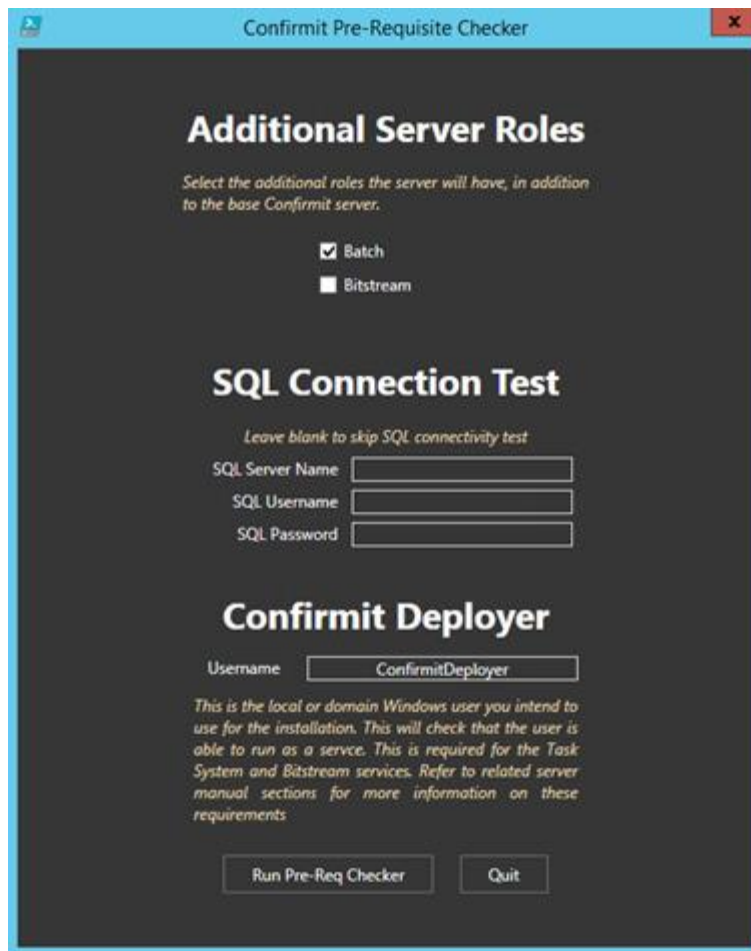 Confirmit Pre-Requisite Checker
x
Additional Server Roles
Select the additional roles the server will have, in addition
to the base Confirmit server.
Batch
Bitstream
SQL Connection Test
Leave blank to skip SQL connectivity test
SQL Server Name
SQL Username
SQL Password
Confirmit Deployer
Username ConfirmitDeployer
This is the local or domain Windows user you intend to
use for the installation. This will check that the user is
able to run as a servce. This is required for the Task
System and Bitstream services. Refer to related server
manual sections for more information on these
requirements
Run Pre-Req Checker Quit